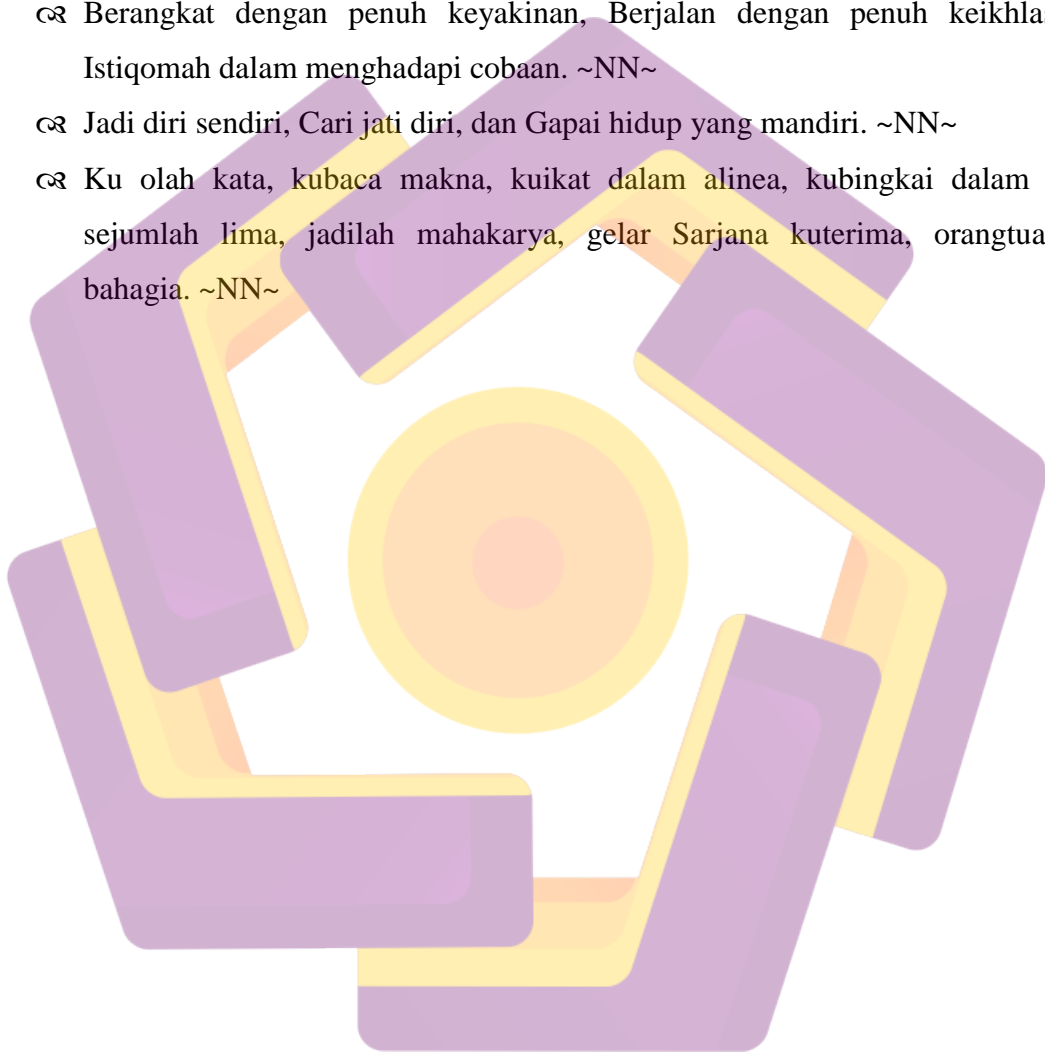 Berangkat dengan penuh keyakinan, Berjalan dengan penuh
Istiqomah dalam menghadapi cobaan. ~NN~
Jadi diri sendiri, Cari jati diri, dan Gapai hidup yang mandiri. ~NN~
Ku olah kata, kubaca makna, kuikat dalam alinea, kubingkai dalam
sejumlah lima, jadilah mahakarya, gelar Sarjana kuterima, orangtua
bahagia. ~NN~